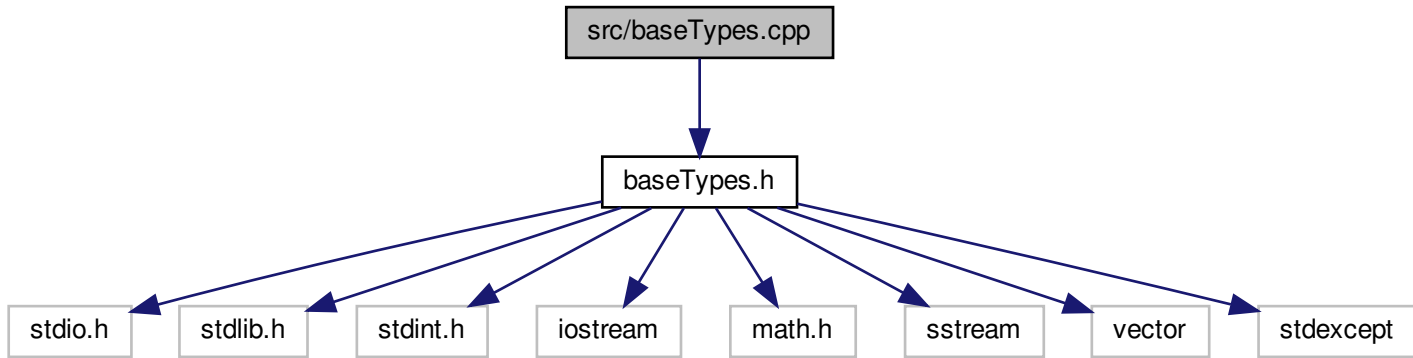 src/baseTypes.cpp
baseTypes.h
stdio.h
stdlib.h
stdint.h
iostream
math.h
sstream
vector
stdexcept